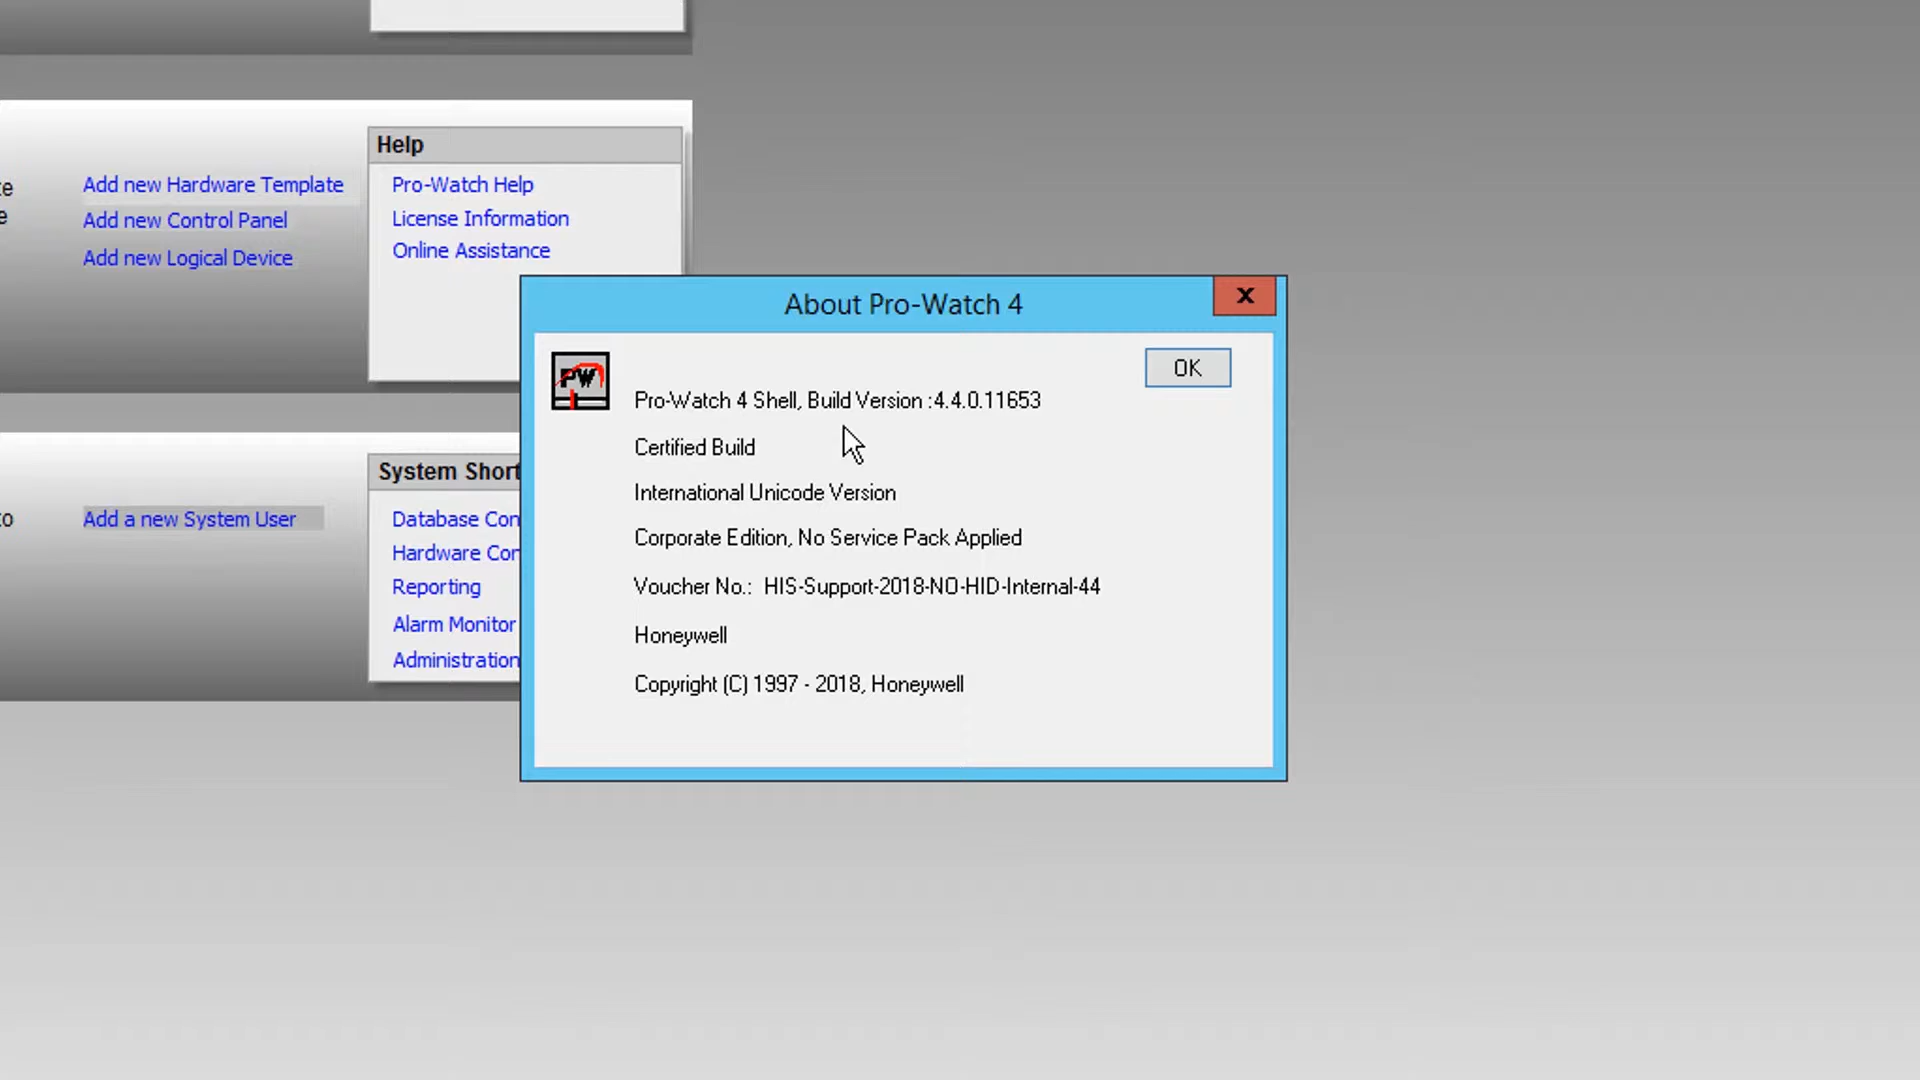 Help
te
e
Add new Hardware Template
Add new Control Panel
Add new Logical Device
Pro-Watch Help
License Information
Online Assistance
About Pro-Watch 4
X
OK
PW
Pro-Watch 4 Shell, Build Version :4.4.0.11653
Certified Build
International Unicode Version
Corporate Edition, No Service Pack Applied
Voucher No.: HIS-Support-2018-NO-HID-Internal-44
Honeywell
Copyright (C) 1997 - 2018, Honeywell
to
Add a new System User
System Short
Database Con
Hardware Con
Reporting
Alarm Monitor
Administration